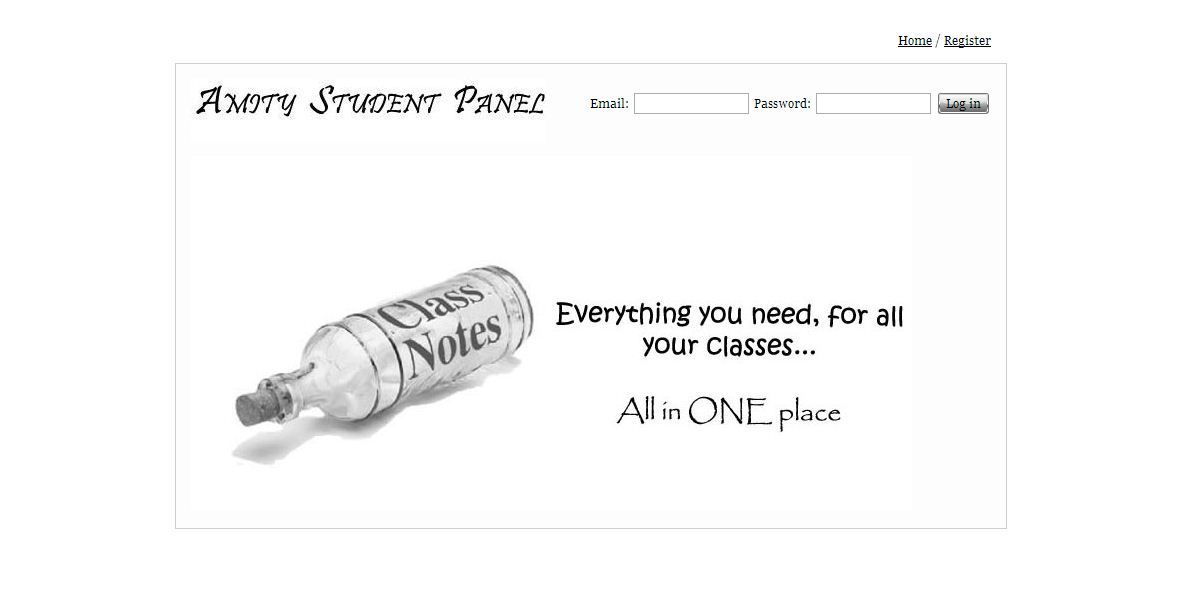 Home / Register
Amity Student Panel
Email: Password: Log in
Class
Notes
Everything you need, for all
your classes...
All in ONE place